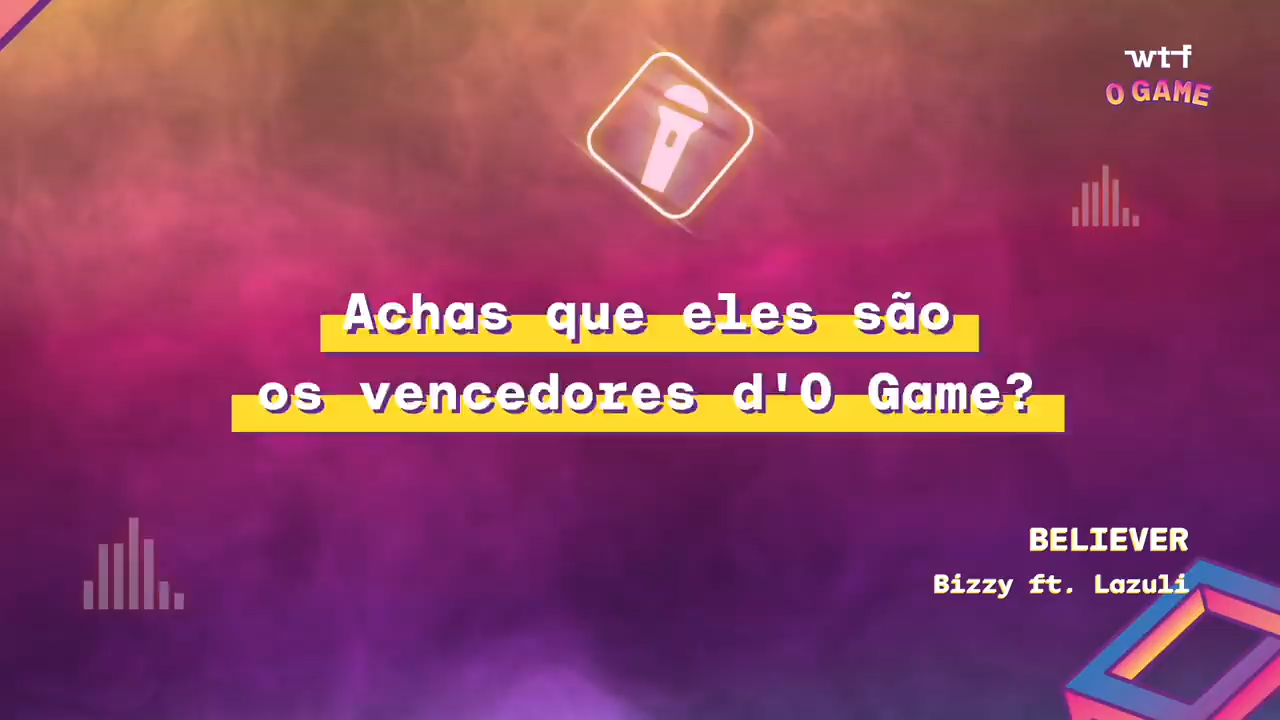 wtf
O GAME
Achas que eles são
os vencedores d'O Game?
BELIEVER
Bizzy ft. Lazuli